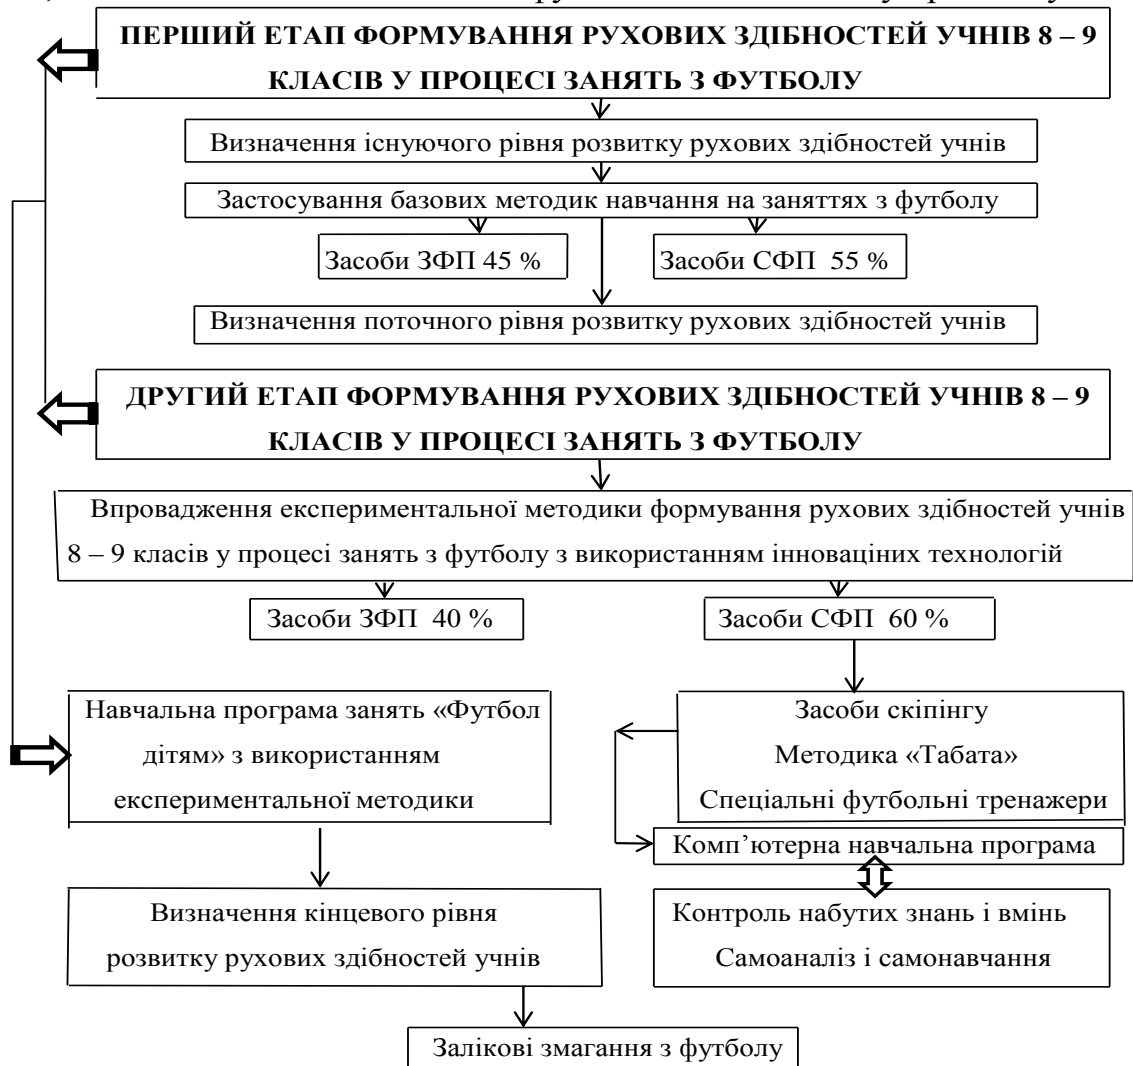 ПЕРШИЙ ЕТАП ФОРМУВАННЯ РУХОВИХ ЗДІБНОСТЕЙ УЧНІВ 8 – 9
КЛАСІВ У ПРОЦЕСІ ЗАНЯТЬ З ФУТБОЛУ
Визначення існуючого рівня розвитку рухових здібностей учнів
Застосування базових методик навчання на заняттях з футболу
Засоби ЗФП 45 %
Засоби СФП 55 %
Визначення поточного рівня розвитку рухових здібностей учнів
ДРУГИЙ ЕТАП ФОРМУВАННЯ РУХОВИХ ЗДІБНОСТЕЙ УЧНІВ 8 – 9
КЛАСІВ У ПРОЦЕСІ ЗАНЯТЬ З ФУТБОЛУ
Впровадження експериментальної методики формування рухових здібностей учнів
8 – 9 класів у процесі занять з футболу з використанням інноваціних технологій
Засоби ЗФП 40 %
Засоби СФП 60 %
Навчальна програма занять «Футбол
дітям» з використанням
експериментальної методики
Засоби скіпінгу
Методика «Табата»
Спеціальні футбольні тренажери
Комп’ютерна навчальна програма
Визначення кінцевого рівня
розвитку рухових здібностей учнів
Контроль набутих знань і вмінь
Самоаналіз і самонавчання
Залікові змагання з футболу